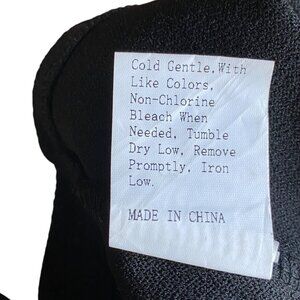 Cold Gentle,With
Like Colors,
Non-Chlorine
Bleach When
Needed, Tumble
Dry Low, Remove
Promptly, Iron
Low.
MADE IN CHINA